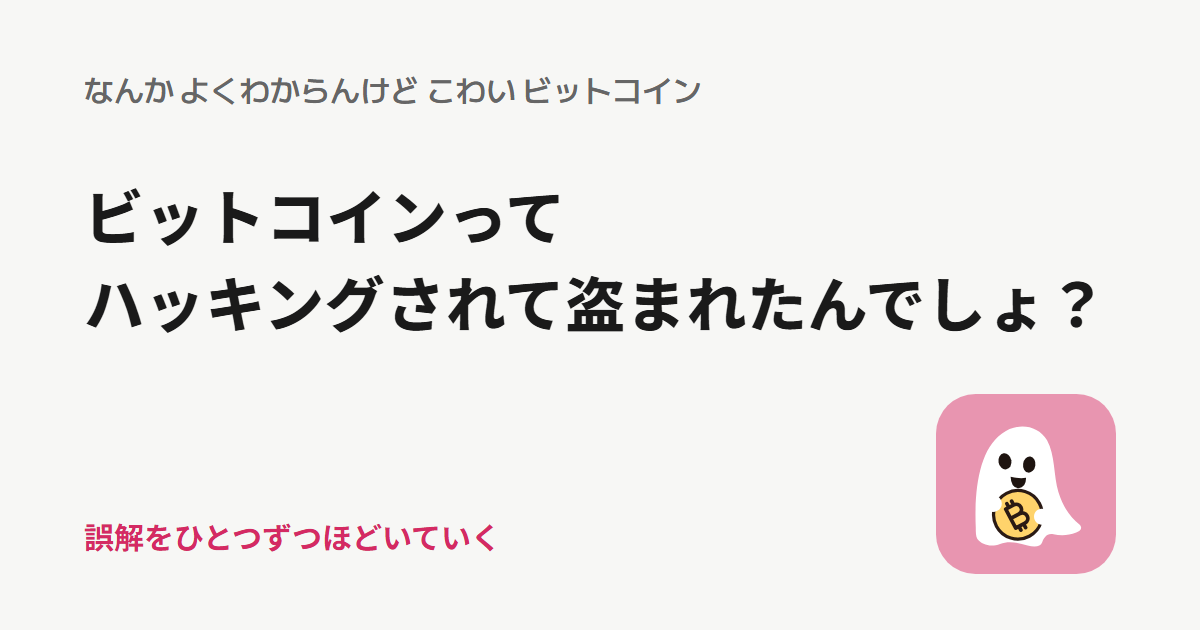 なんか よくわからんけど こわい ビットコイン
ビットコインって
ハッキングされて盗まれたんでしょ？
誤解をひとつずつほどいていく